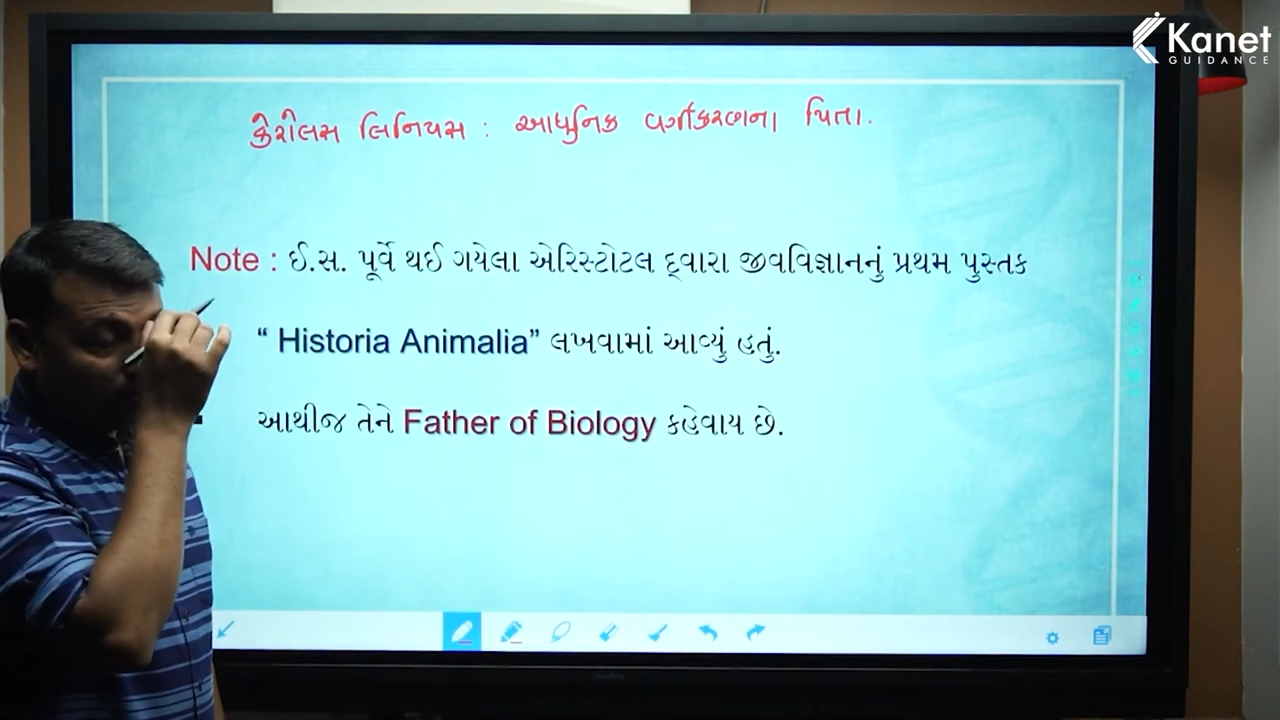 Kanet
GUIDANCE
કેરોલસ લિનિયસ : આધુનિક વર્ગીકરણના પિતા.
Note : ઈ.સ. પૂર્વે થઈ ગયેલા એરિસ્ટોટલ દ્વારા જીવવિજ્ઞાનનું પ્રથમ પુસ્તક
“ Historia Animalia” લખવામાં આવ્યું હતું.
આથીજ તેને Father of Biology કહેવાય છે.